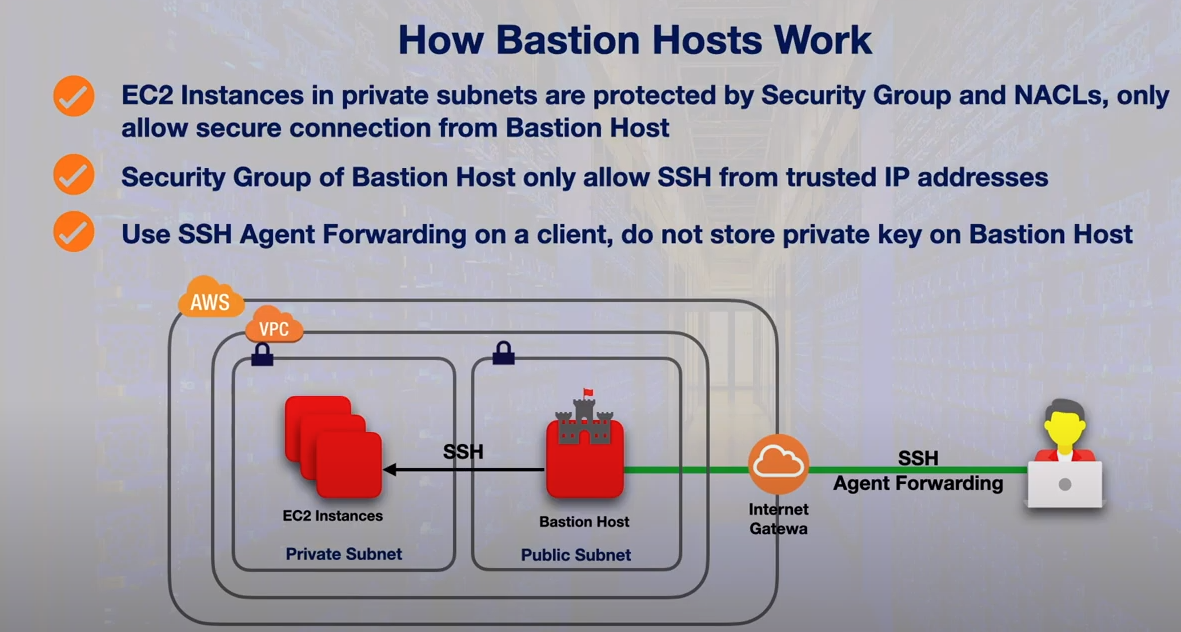 How Bastion Hosts Work
EC2 Instances in private subnets are protected by Security Group and NACLs, only
allow secure connection from Bastion Host
Security Group of Bastion Host only allow SSH from trusted IP addresses
Use SSH Agent Forwarding on a client, do not store private key on Bastion Host
AWS
VPC
SSH
SSH
Agent Forwarding
EC2 Instances
Bastion Host
Internet
Gatewa
Private Subnet
Public Subnet